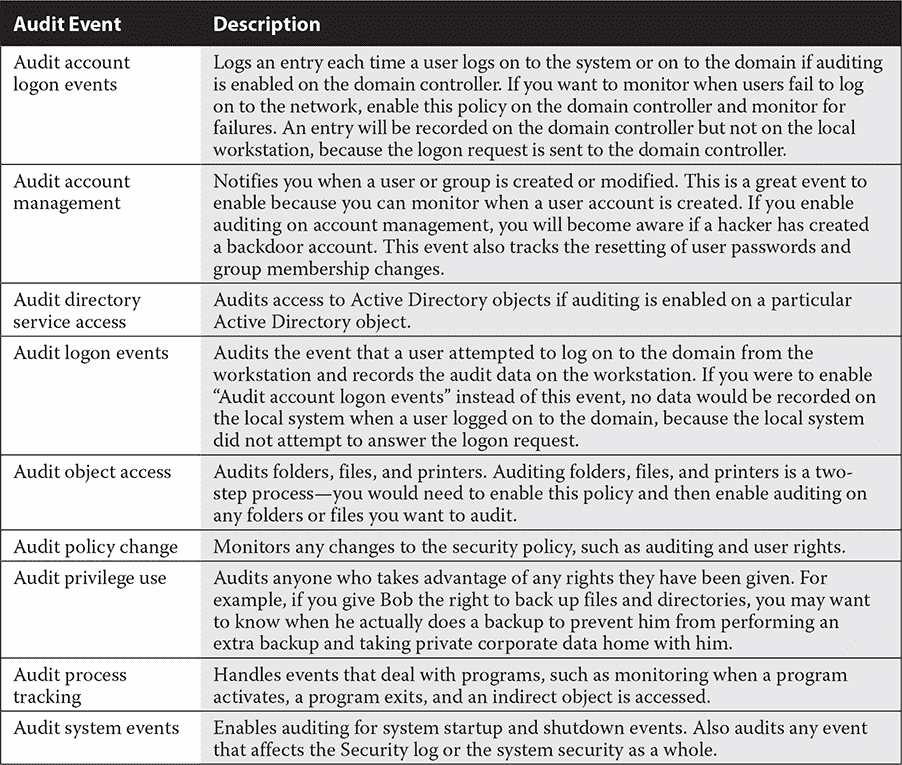 Audit Event Description
Audit account
logon events
Logs an entry each time a user logs on to the system or on to the domain if auditing
is enabled on the domain controller. If you want to monitor when users fail to log
on to the network, enable this policy on the domain controller and monitor for
failures. An entry will be recorded on the domain controller but not on the local
workstation, because the logon request is sent to the domain controller.
Audit account
management
Notifies you when a user or group is created or modified. This is a great event to
enable because you can monitor when a user account is created. If you enable
auditing on account management, you will become aware if a hacker has created
a backdoor account. This event also tracks the resetting of user passwords and
group membership changes.
Audit directory
service access
Audits access to Active Directory objects if auditing is enabled on a particular
Active Directory object.
Audit logon events
Audits the event that a user attempted to log on to the domain from the
workstation and records the audit data on the workstation. If you were to enable
“Audit account logon events” instead of this event, no data would be recorded on
the local system when a user logged on to the domain, because the local system
did not attempt to answer the logon request.
Audit object access
Audits folders, files, and printers. Auditing folders, files, and printers is a two-
step process—you would need to enable this policy and then enable auditing on
any folders or files you want to audit.
Audit policy change
Monitors any changes to the security policy, such as auditing and user rights.
Audit privilege use
Audits anyone who takes advantage of any rights they have been given. For
example, if you give Bob the right to back up files and directories, you may want
to know when he actually does a backup to prevent him from performing an
extra backup and taking private corporate data home with him.
Audit process
tracking
Handles events that deal with programs, such as monitoring when a program
activates, a program exits, and an indirect object is accessed.
Audit system events
Enables auditing for system startup and shutdown events. Also audits any event
that affects the Security log or the system security as a whole.